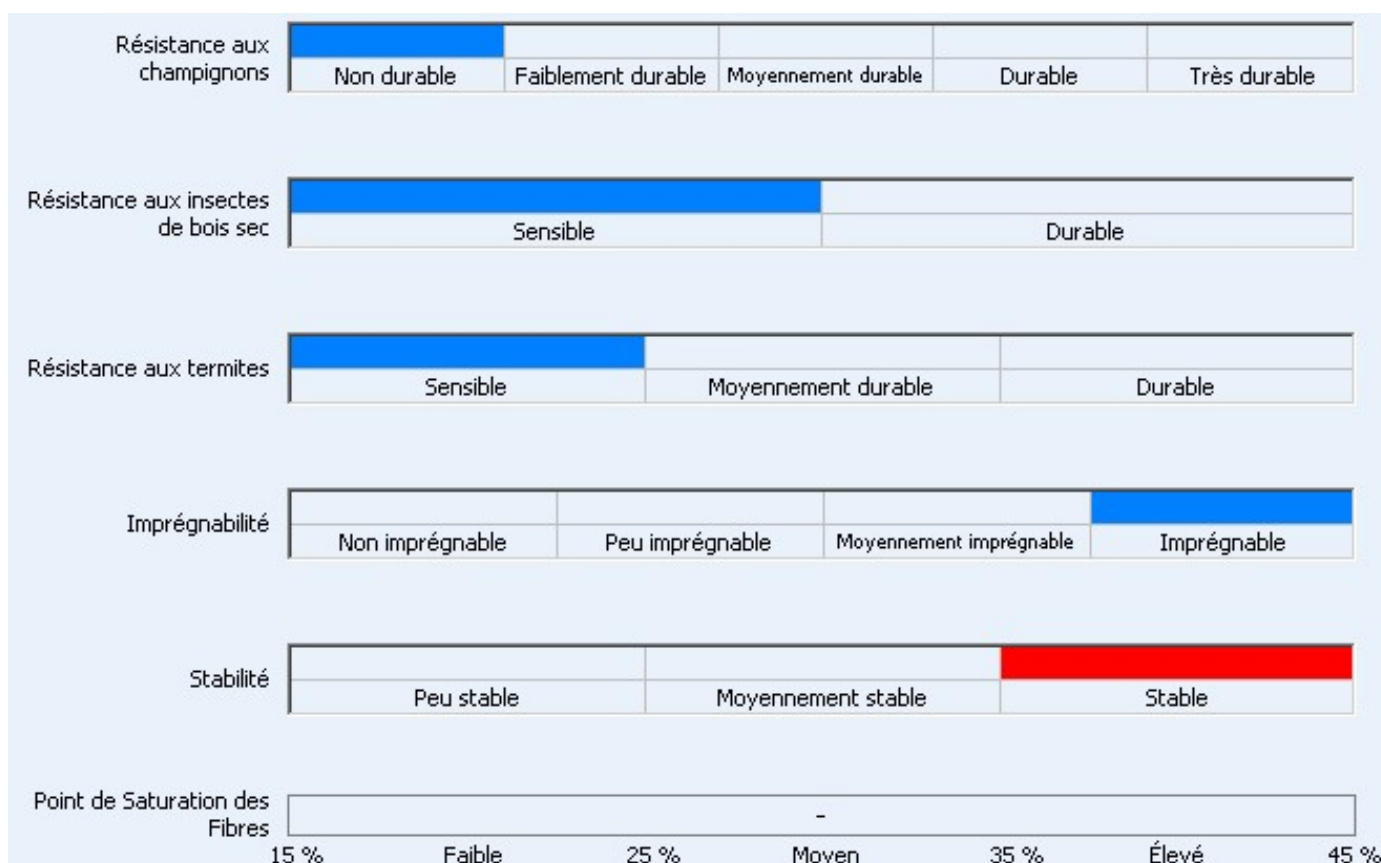 Résistance aux
champignons
Non durable Faiblement durable Moyennement durable Durable Très durable
Résistance aux insectes
de bois sec
Sensible Durable
Résistance aux termites
Sensible Moyennement durable Durable
Imprégnabilité
Non imprégnable Peu imprégnable Moyennement imprégnable Imprégnable
Stabilité
Peu stable Moyennement stable Stable
Point de Saturation des
Fibres
-
15 % Faible 25 % Moyen 35 % Élevé 45 %